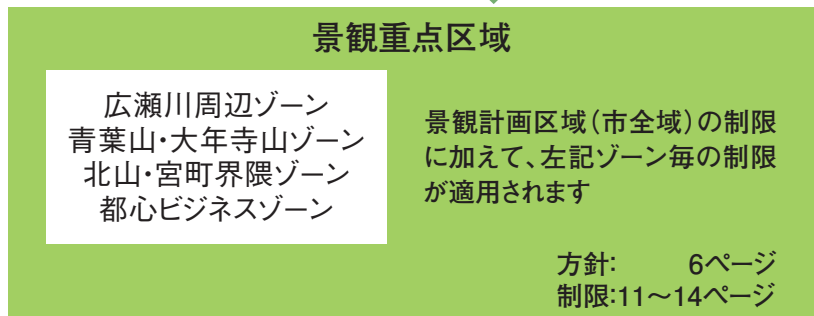 景観重点区域
広瀬川周辺ゾーン
青葉山・大年寺山ゾーン
北山・宮町界隈ゾーン
都心ビジネスゾーン
景観計画区域（市全域）の制限
に加えて、左記ゾーン毎の制限
が適用されます
方針:　　6ページ
制限:11～14ページ